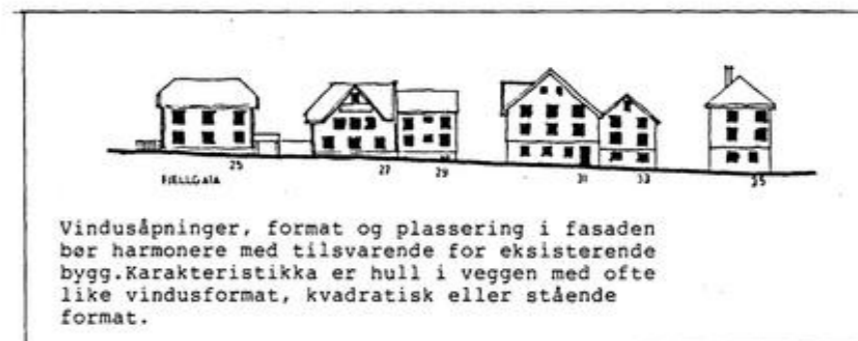 FJELLGATA
25
27
29
31
33
35
Vindusåpninger, format og plassering i fasaden
bør harmonere med tilsvarende for eksisterende
bygg.Karakteristikka er hull i veggen med ofte
like vindusformat, kvadratisk eller stående
format.